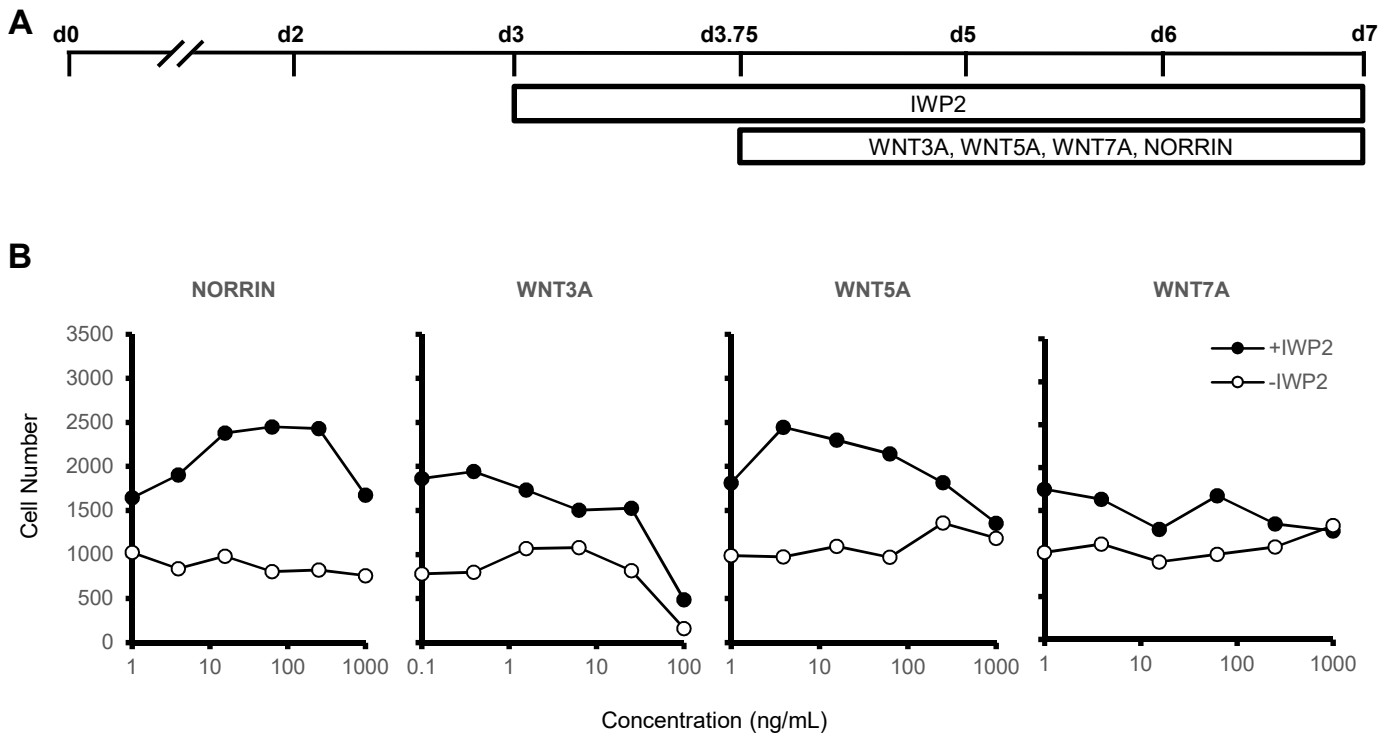 A
d0 d2 d3 d3.75 d5 d6 d7
IWP2
WNT3A, WNT5A, WNT7A, NORRIN
B
NORRIN WNT3A WNT5A WNT7A
+IWP2
-IWP2
Cell Number
3500
3000
2500
2000
1500
1000
500
0
1 10 100 1000
0.1 1 10 100
1 10 100 1000
1 10 100 1000
Concentration (ng/mL)